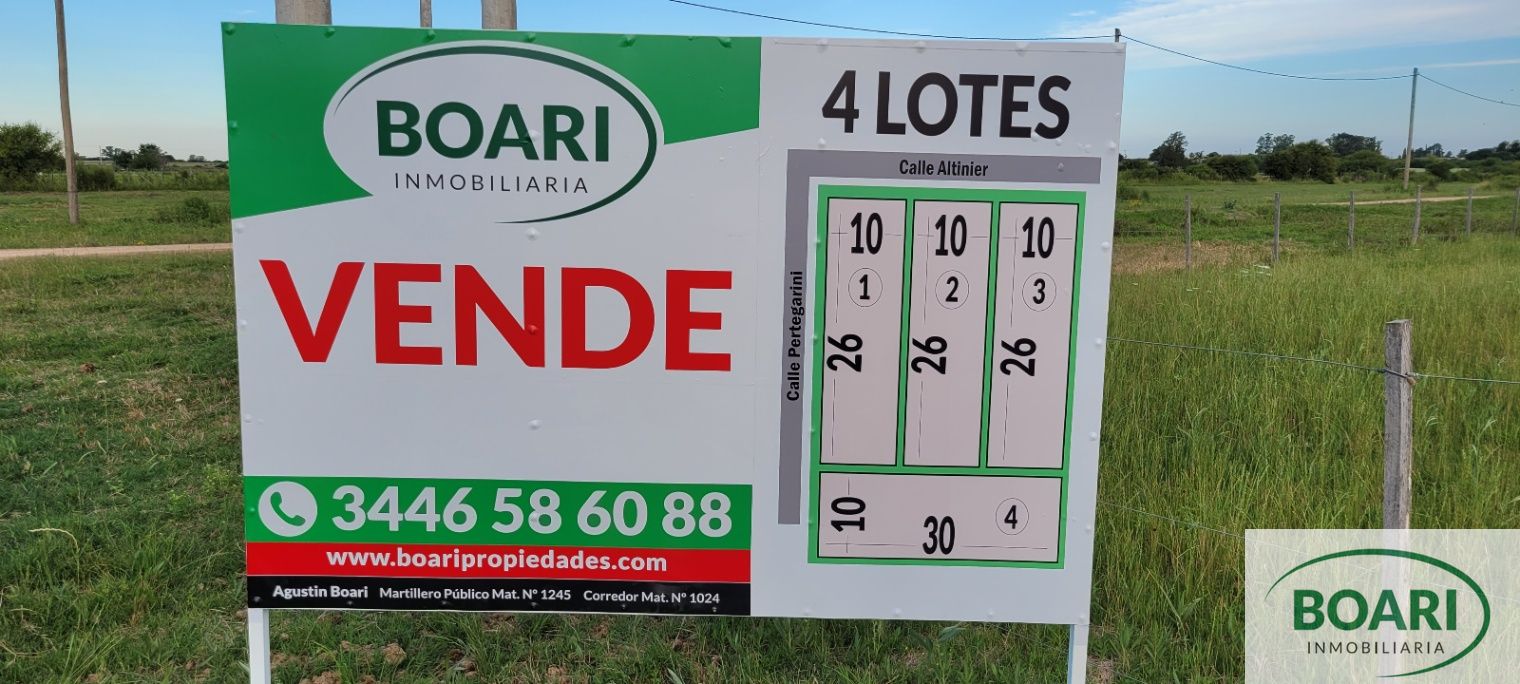 BOARI
INMOBILIARIA
VENDE
3446 58 60 88
www.boaripropiedades.com
Agustin Boari Martillero Público Mat. Nº 1245 Corredor Mat. Nº 1024
4 LOTES
Calle Altinier
Calle Pertegarini
10 10 10
1 2 3
26 26 26
10 30 4
BOARI
INMOBILIARIA